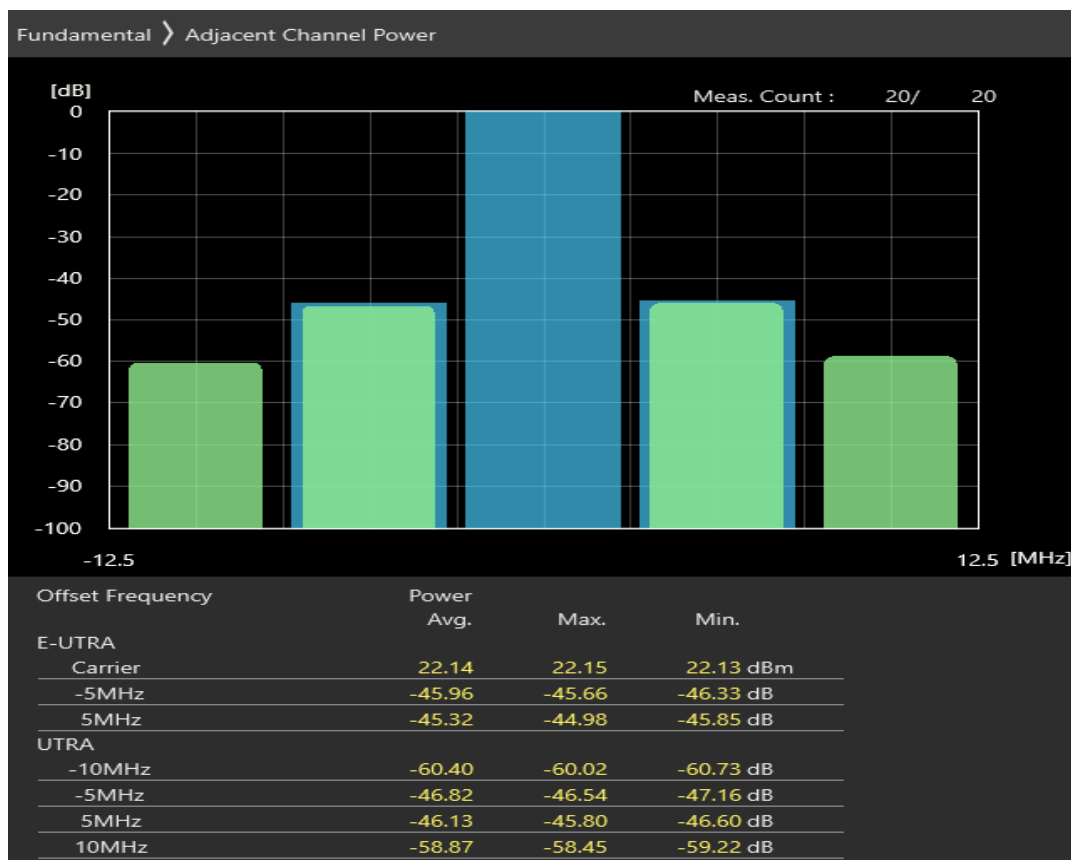 Fundamental ❯ Adjacent Channel Power
[dB]
Meas. Count : 20/ 20
0
-10
-20
-30
-40
-50
-60
-70
-80
-90
-100
-12.5 12.5 [MHz]
Offset Frequency Power
Avg. Max. Min.
E-UTRA
Carrier 22.14 22.15 22.13 dBm
-5MHz -45.96 -45.66 -46.33 dB
5MHz -45.32 -44.98 -45.85 dB
UTRA
-10MHz -60.40 -60.02 -60.73 dB
-5MHz -46.82 -46.54 -47.16 dB
5MHz -46.13 -45.80 -46.60 dB
10MHz -58.87 -58.45 -59.22 dB